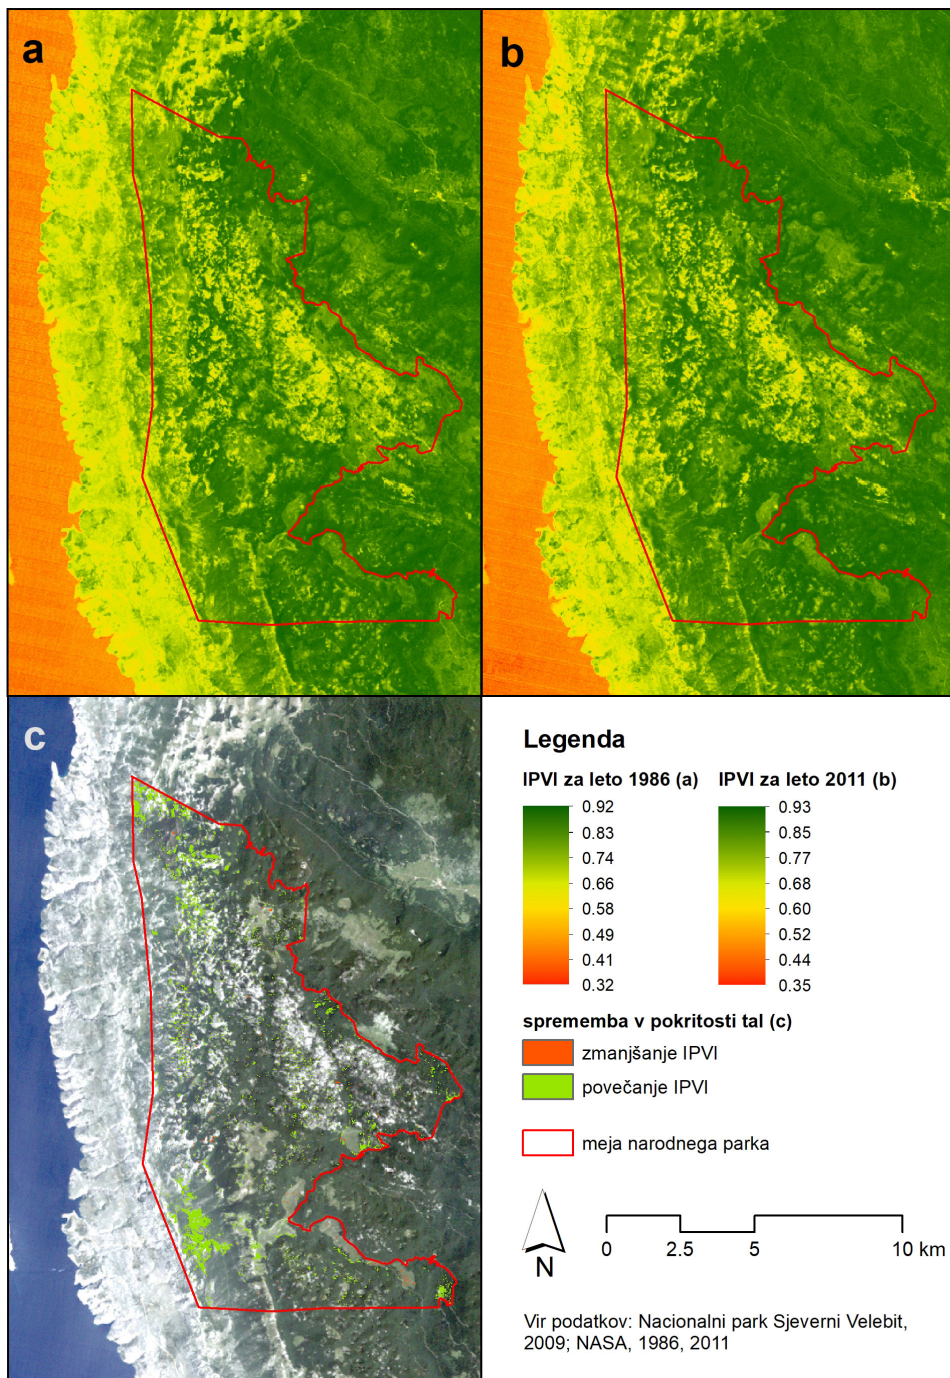 a
b
c
Legenda
IPVI za leto 1986 (a)
0.92
0.83
0.74
0.66
0.58
0.49
0.41
0.32
IPVI za leto 2011 (b)
0.93
0.85
0.77
0.68
0.60
0.52
0.44
0.35
sprememba v pokritosti tal (c)
zmanjšanje IPVI
povečanje IPVI
meja narodnega parka
N
0 2.5 5 10 km
Vir podatkov: Nacionalni park Sjeverni Velebit,
2009; NASA, 1986, 2011